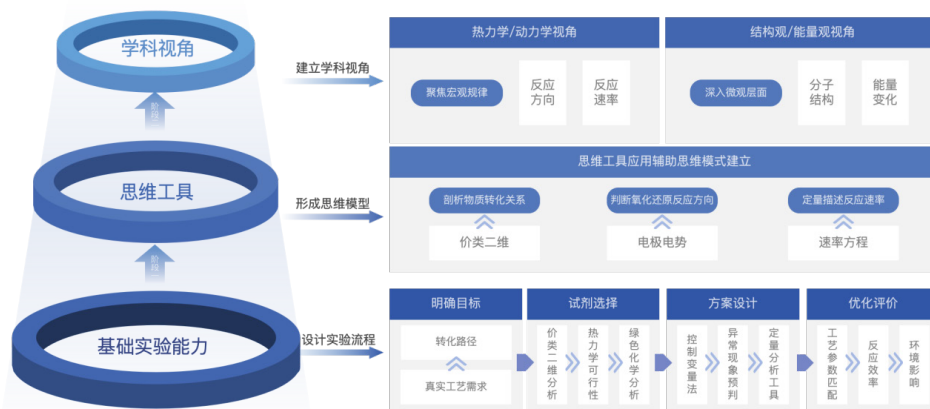 学科视角
建立学科视角
热力学/动力学视角
聚焦宏观规律
反应
方向
反应
速率
结构观/能量观视角
深入微观层面
分子
结构
能量
变化
思维工具
形成思维模型
思维工具应用辅助思维模式建立
剖析物质转化关系
价类二维
判断氧化还原反应方向
电极电势
定量描述反应速率
速率方程
基础实验能力
设计实验流程
明确目标
转化路径
真实工艺需求
试剂选择
价类二维分析
热力学可行性
绿色化学分析
方案设计
控制变量法
异常现象预判
定量分析工具
优化评价
工艺参数匹配
反应效率
环境影响